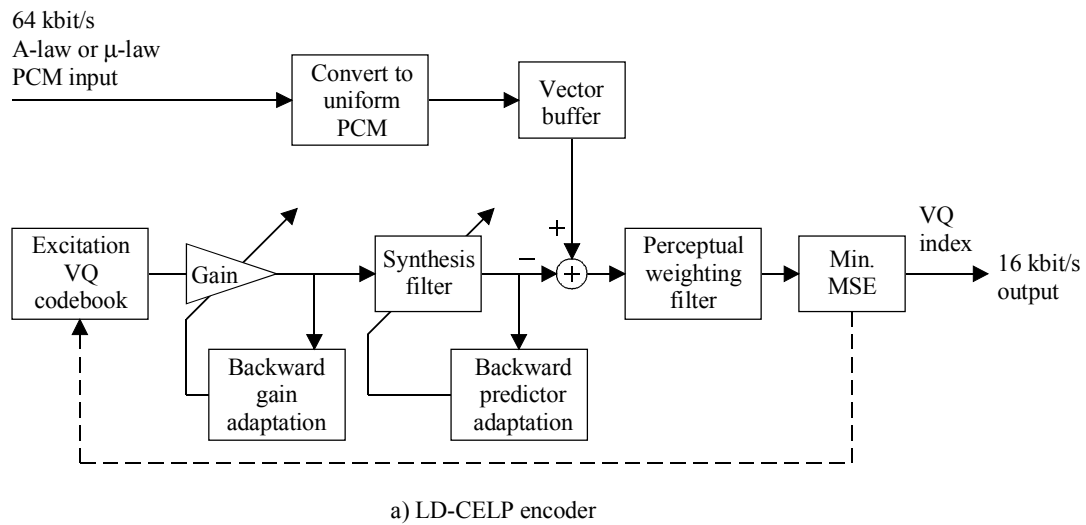 64 kbit/s
A-law or μ-law
PCM input
Convert to
uniform
PCM
Vector
buffer
+
Excitation
VQ
codebook
Gain
Synthesis
filter
–
+
Perceptual
weighting
filter
Min.
MSE
VQ
index
16 kbit/s
output
Backward
gain
adaptation
Backward
predictor
adaptation
a) LD-CELP encoder